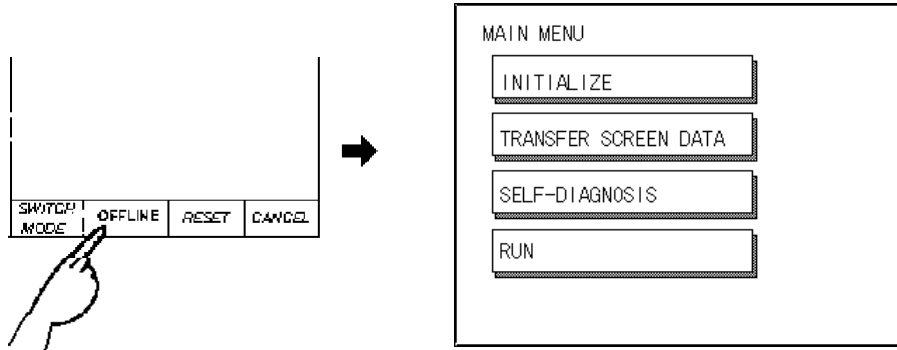 SWITCH
MODE
OFFLINE
RESET
CANCEL
MAIN MENU
INITIALIZE
TRANSFER SCREEN DATA
SELF-DIAGNOSIS
RUN